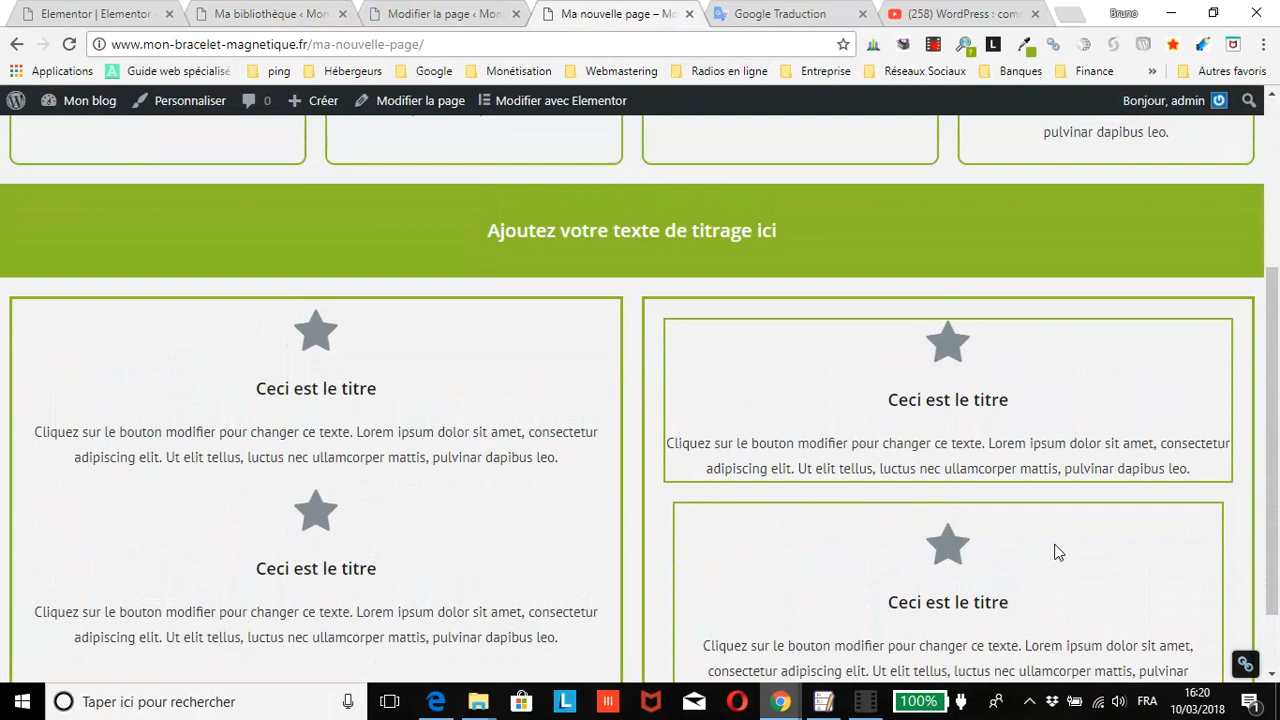 Elementor | Elementor -
Ma bibliothèque ‹ Mon
Modifier la page ‹ Mon
Ma nouvelle page – Mo
Google Traduction
(258) WordPress : com
Bruno
www.mon-bracelet-magnetique.fr/ma-nouvelle-page/
Applications
Guide web spécialisé
ping
Hébergeurs
Google
Monétisation
Webmastering
Radion en ligne
Entreprise
Réseaux Sociaux
Banques
Finance
»
Autres favoris
Mon blog
Personnaliser
0
Créer
Modifier la page
Modifier avec Elementor
Bonjour, admin
pulvinar dapibus leo.
Ajoutez votre texte de titrage ici
Ceci est le titre
Cliquez sur le bouton modifier pour changer ce texte. Lorem ipsum dolor sit amet, consectetur
adipiscing elit. Ut elit tellus, luctus nec ullamcorper mattis, pulvinar dapibus leo.
Ceci est le titre
Cliquez sur le bouton modifier pour changer ce texte. Lorem ipsum dolor sit amet, consectetur
adipiscing elit. Ut elit tellus, luctus nec ullamcorper mattis, pulvinar dapibus leo.
Ceci est le titre
Cliquez sur le bouton modifier pour changer ce texte. Lorem ipsum dolor sit amet, consectetur
adipiscing elit. Ut elit tellus, luctus nec ullamcorper mattis, pulvinar dapibus leo.
Ceci est le titre
Cliquez sur le bouton modifier pour changer ce texte. Lorem ipsum dolor sit amet,
consectetur adipiscing elit. Ut elit tellus, luctus nec ullamcorper mattis, pulvinar
Taper ici pour rechercher
100%
FRA
16:20
10/03/2018